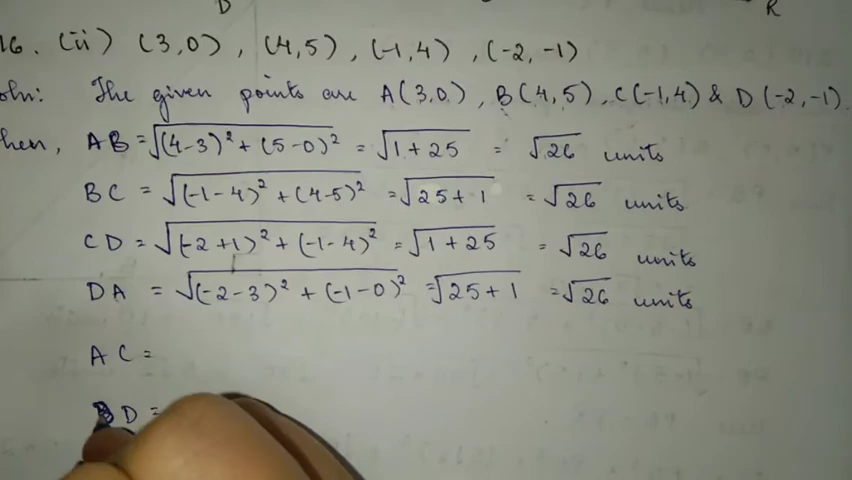 D R
16. (ii) (3,0), (4,5), (-1,4), (-2,-1)
oln: The given points are A(3,0), B(4,5), C(-1,4) & D(-2,-1)
hen, AB = √(4-3)² + (5-0)² = √1+25 = √26 units
BC = √(-1-4)² + (4-5)² = √25+1 = √26 units
CD = √(-2+1)² + (-1-4)² = √1+25 = √26 units
DA = √(-2-3)² + (-1-0)² = √25+1 = √26 units
AC =
BD =